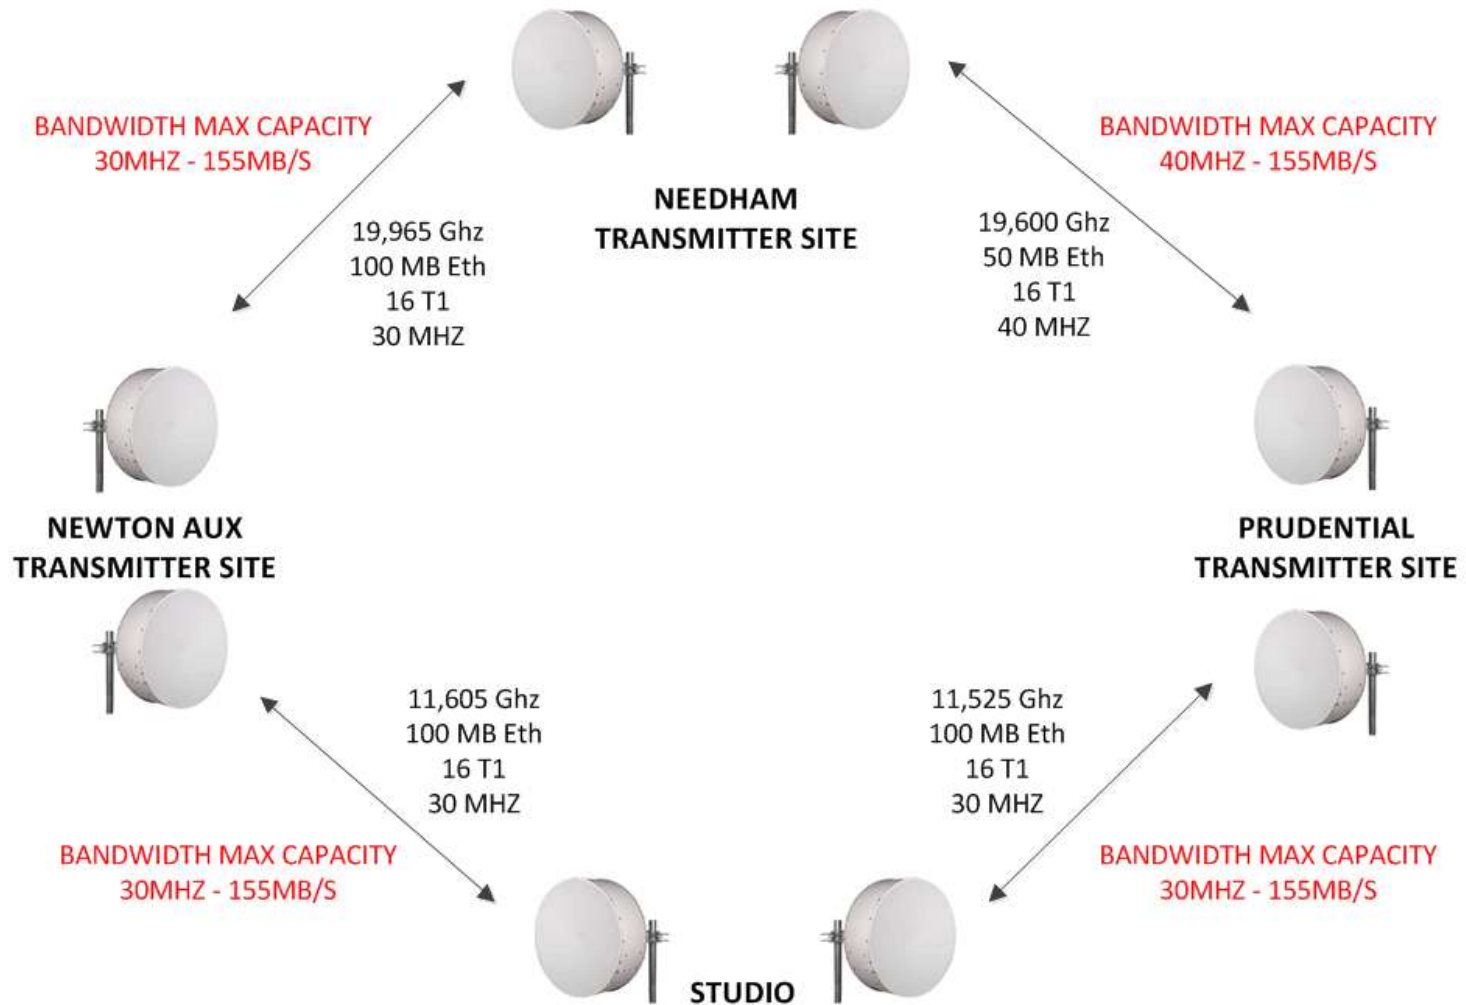 BANDWIDTH MAX CAPACITY
30MHZ - 155MB/S
BANDWIDTH MAX CAPACITY
40MHZ - 155MB/S
NEEDHAM
TRANSMITTER SITE
19,965 Ghz
100 MB Eth
16 T1
30 MHZ
19,600 Ghz
50 MB Eth
16 T1
40 MHZ
NEWTON AUX
TRANSMITTER SITE
PRUDENTIAL
TRANSMITTER SITE
11,605 Ghz
100 MB Eth
16 T1
30 MHZ
11,525 Ghz
100 MB Eth
16 T1
30 MHZ
BANDWIDTH MAX CAPACITY
30MHZ - 155MB/S
BANDWIDTH MAX CAPACITY
30MHZ - 155MB/S
STUDIO